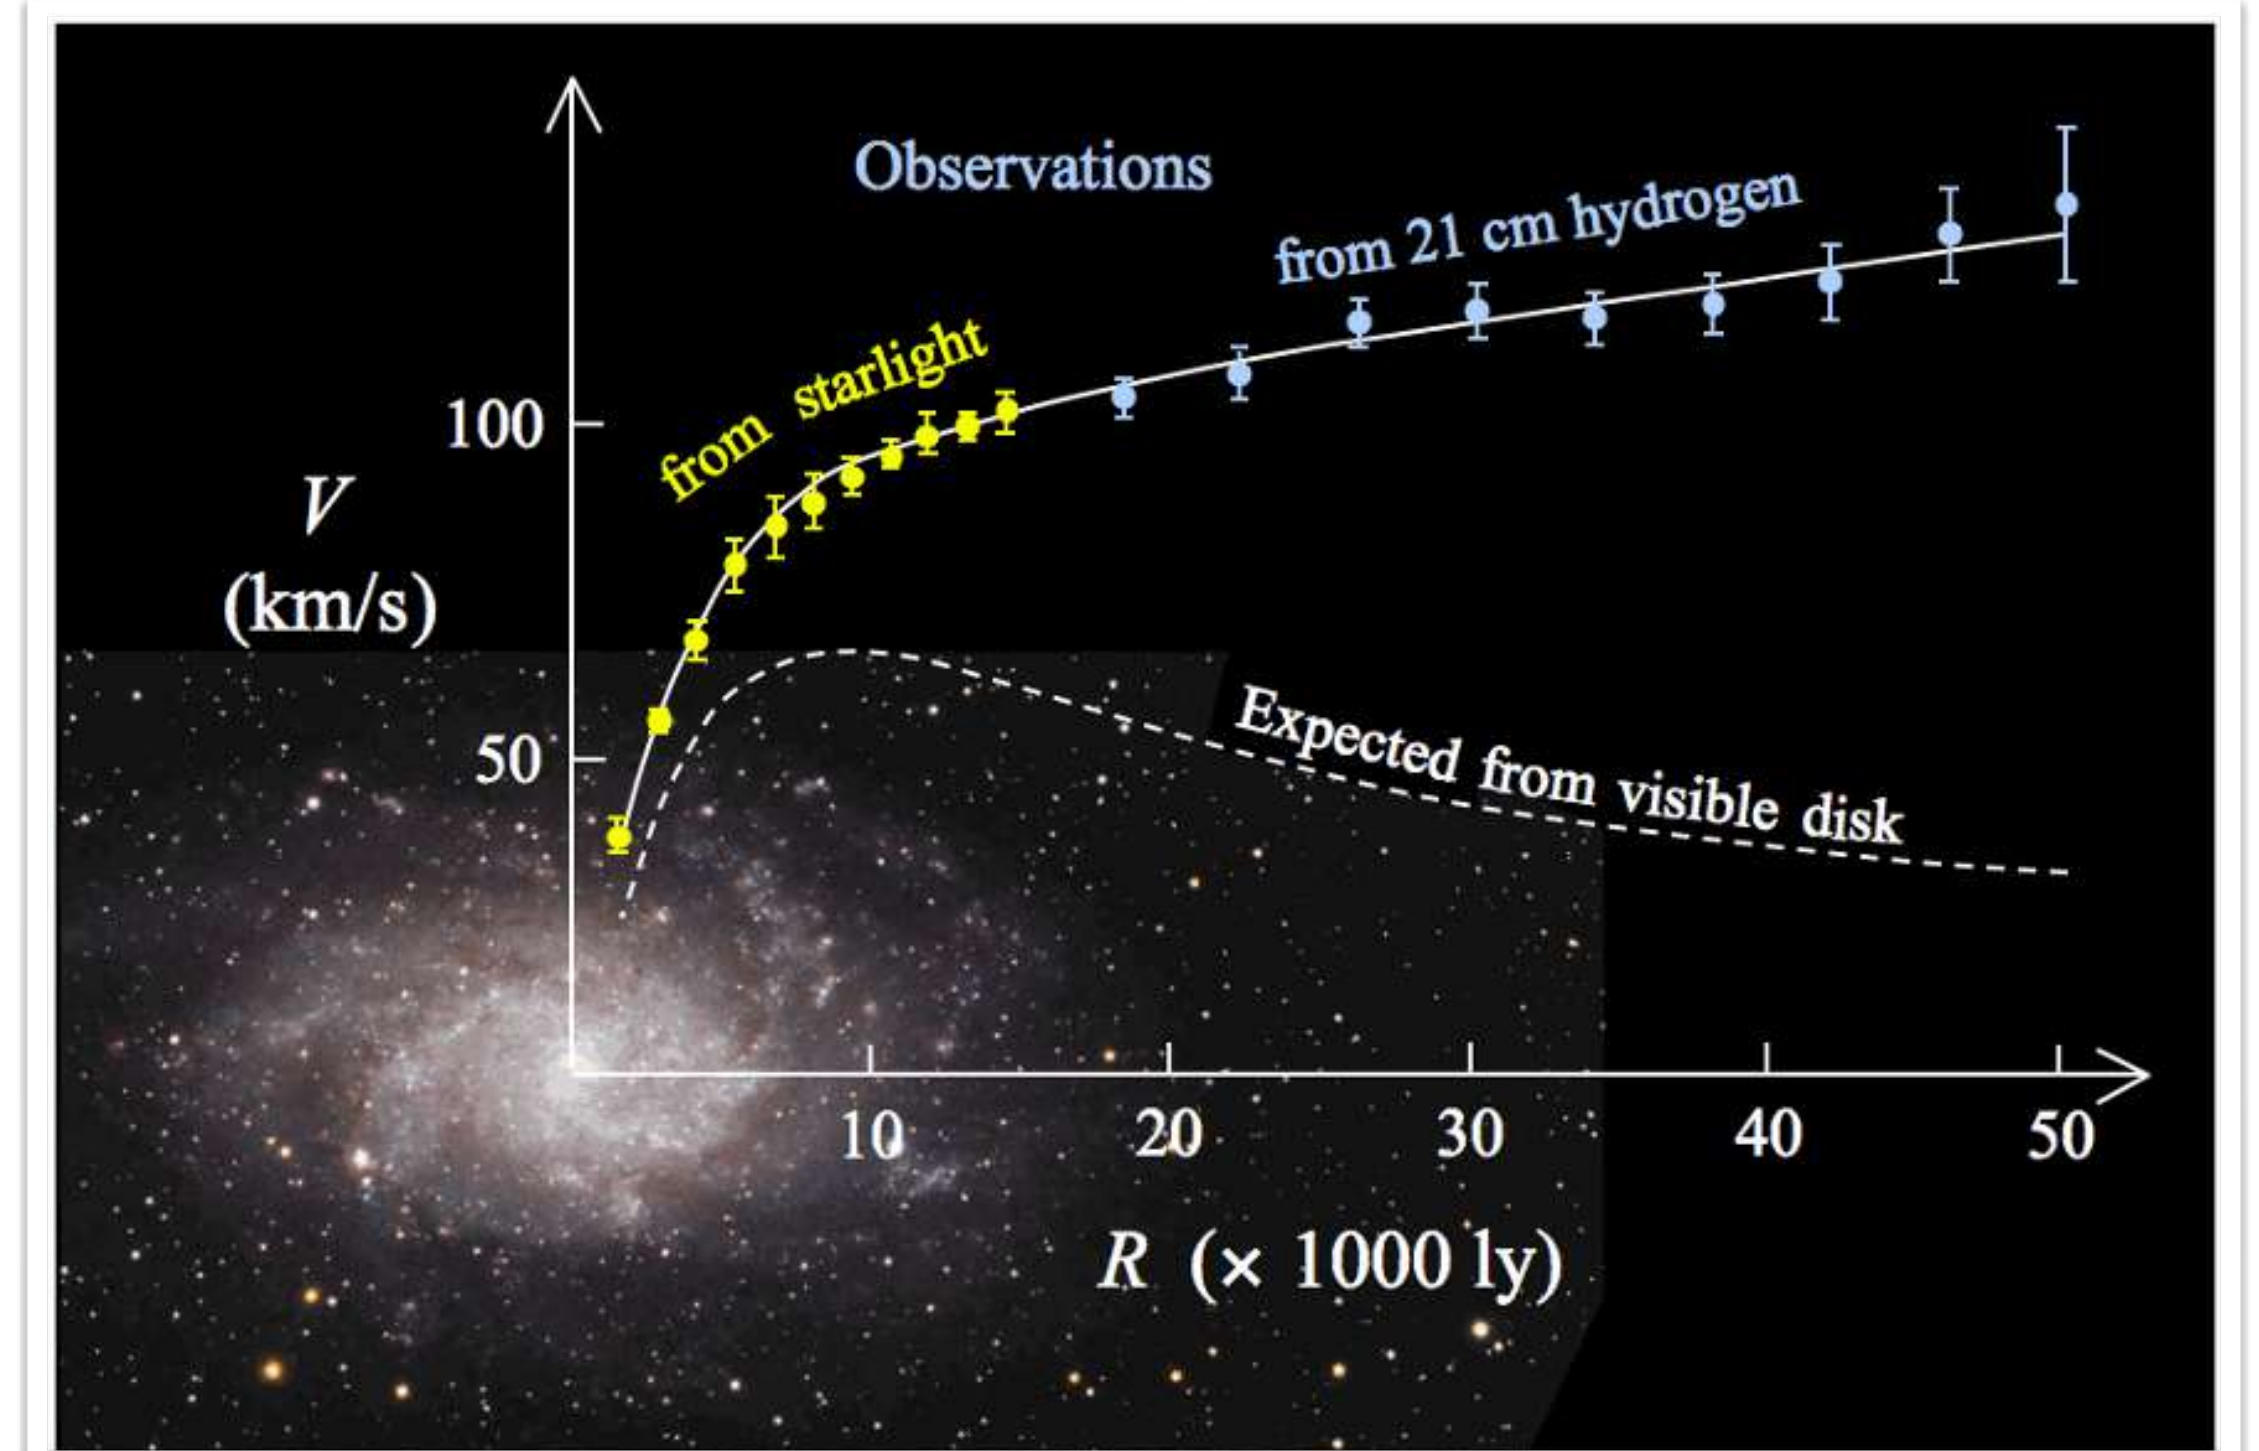 Observations
from 21 cm hydrogen
from starlight
100
V
(km/s)
50
Expected from visible disk
10
20
30
40
50
R (× 1000 ly)